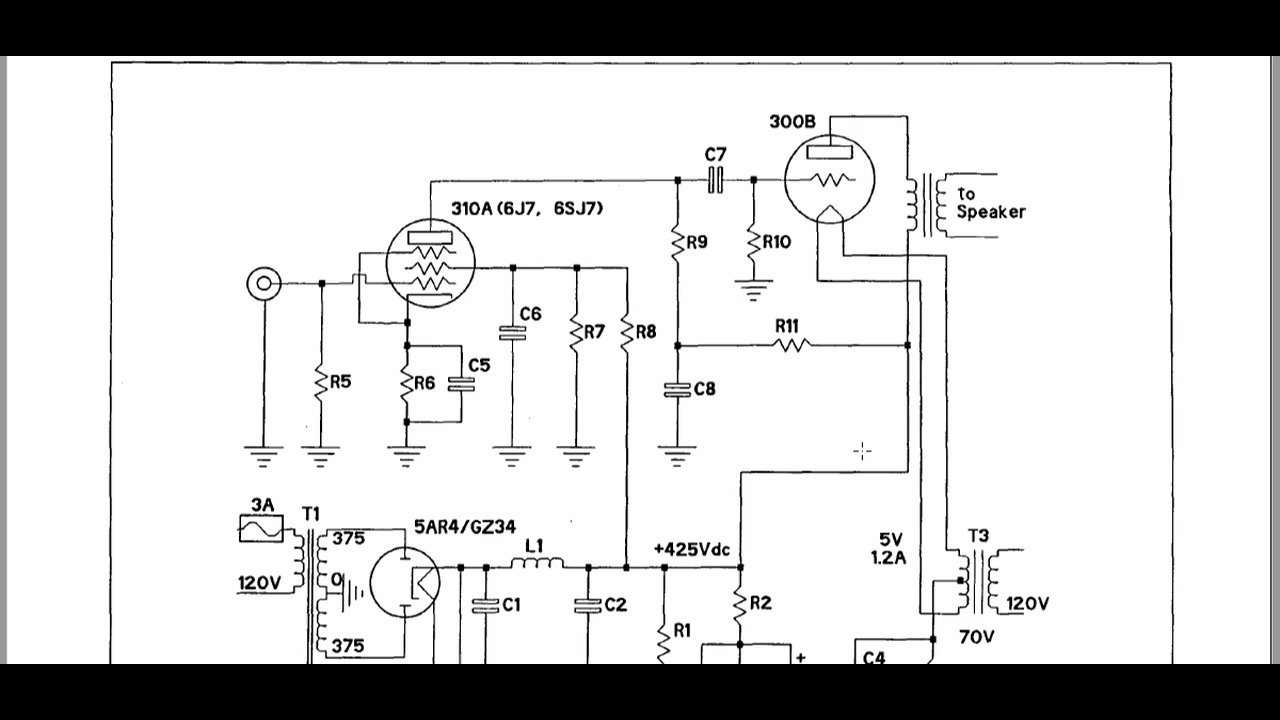 300B
C7
310A (6J7, 6SJ7)
to
Speaker
R9
R10
C6
R7
R8
R11
R5
R6
C5
C8
3A
T1
375
5AR4/GZ34
L1
+425Vdc
5V
1.2A
T3
120V
0
C1
C2
R2
120V
R1
70V
375
+
C4